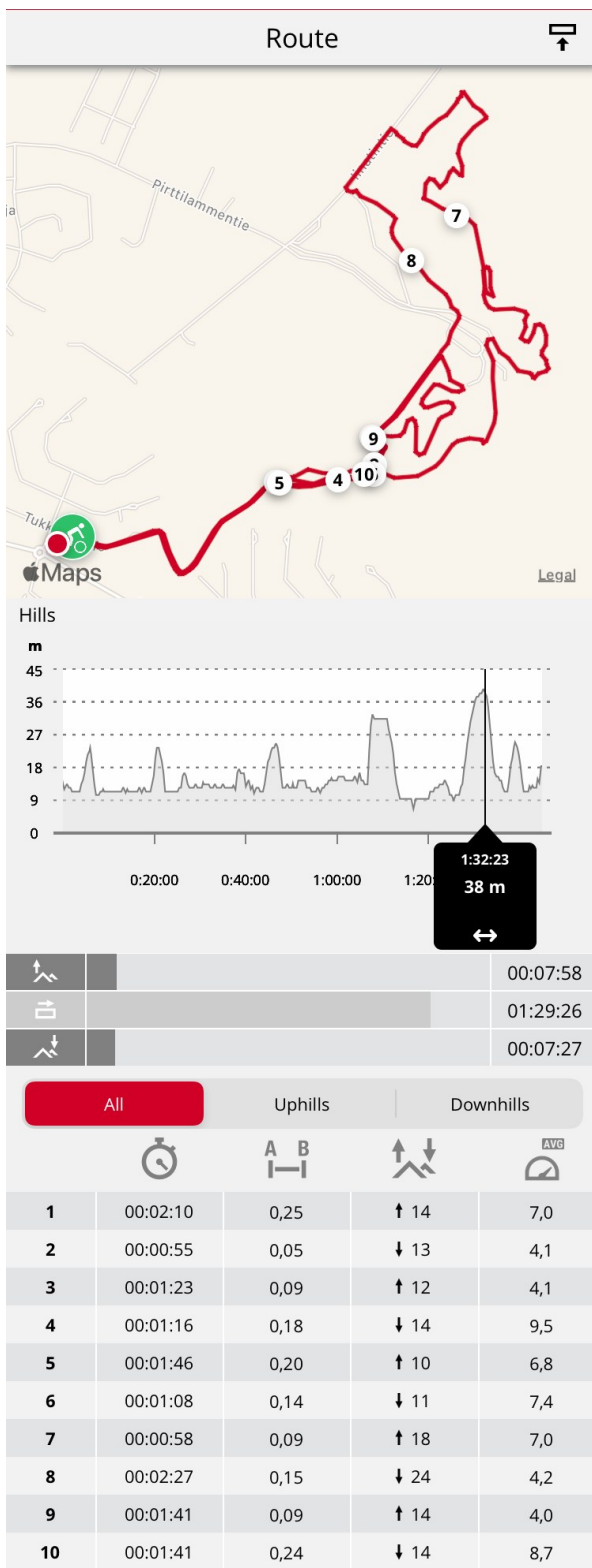 Route
Pirttilammentie
ja
7
8
9
10
4
5
Tukk
Maps
Legal
Hills
m
45
36
27
18
9
0
0:20:00 0:40:00 1:00:00 1:20:
1:32:23
38 m
00:07:58
01:29:26
00:07:27
All Uphills Downhills
A B AVG
1 00:02:10 0,25 ↑ 14 7,0
2 00:00:55 0,05 ↓ 13 4,1
3 00:01:23 0,09 ↑ 12 4,1
4 00:01:16 0,18 ↓ 14 9,5
5 00:01:46 0,20 ↑ 10 6,8
6 00:01:08 0,14 ↓ 11 7,4
7 00:00:58 0,09 ↑ 18 7,0
8 00:02:27 0,15 ↓ 24 4,2
9 00:01:41 0,09 ↑ 14 4,0
10 00:01:41 0,24 ↓ 14 8,7